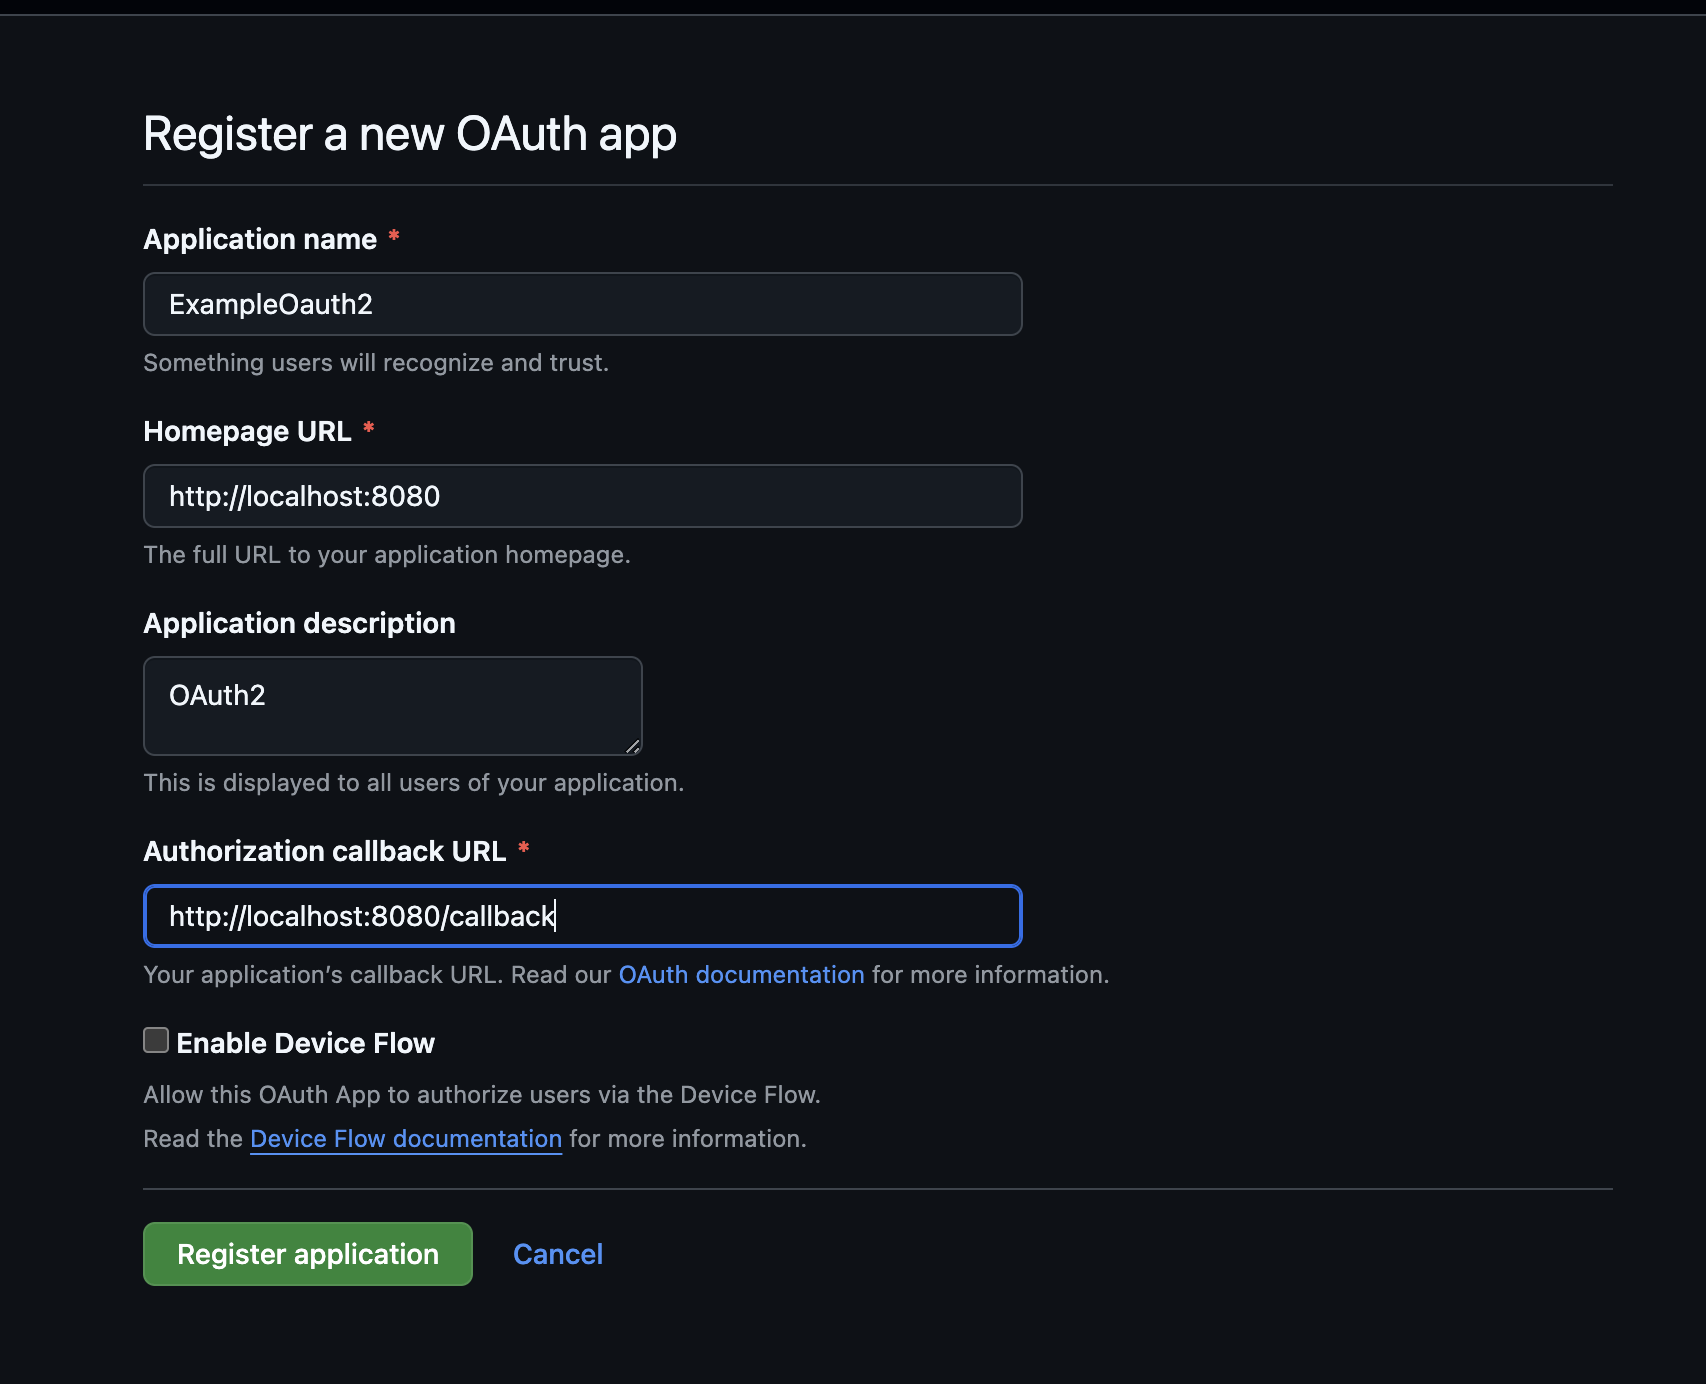 Register a new OAuth app
Application name *
ExampleOauth2
Something users will recognize and trust.
Homepage URL *
http://localhost:8080
The full URL to your application homepage.
Application description
OAuth2
This is displayed to all users of your application.
Authorization callback URL *
http://localhost:8080/callback
Your application’s callback URL. Read our OAuth documentation for more information.
Enable Device Flow
Allow this OAuth App to authorize users via the Device Flow.
Read the Device Flow documentation for more information.
Register application Cancel